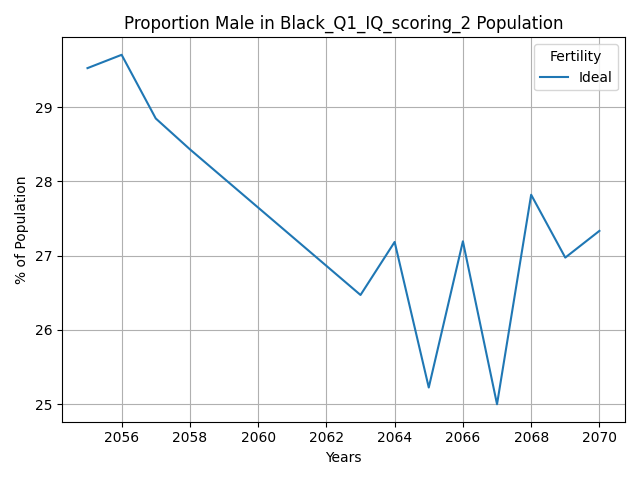 Proportion Male in Black_Q1_IQ_scoring_2 Population
Fertility
Ideal
% of Population
29
28
27
26
25
2056 2058 2060 2062 2064 2066 2068 2070
Years